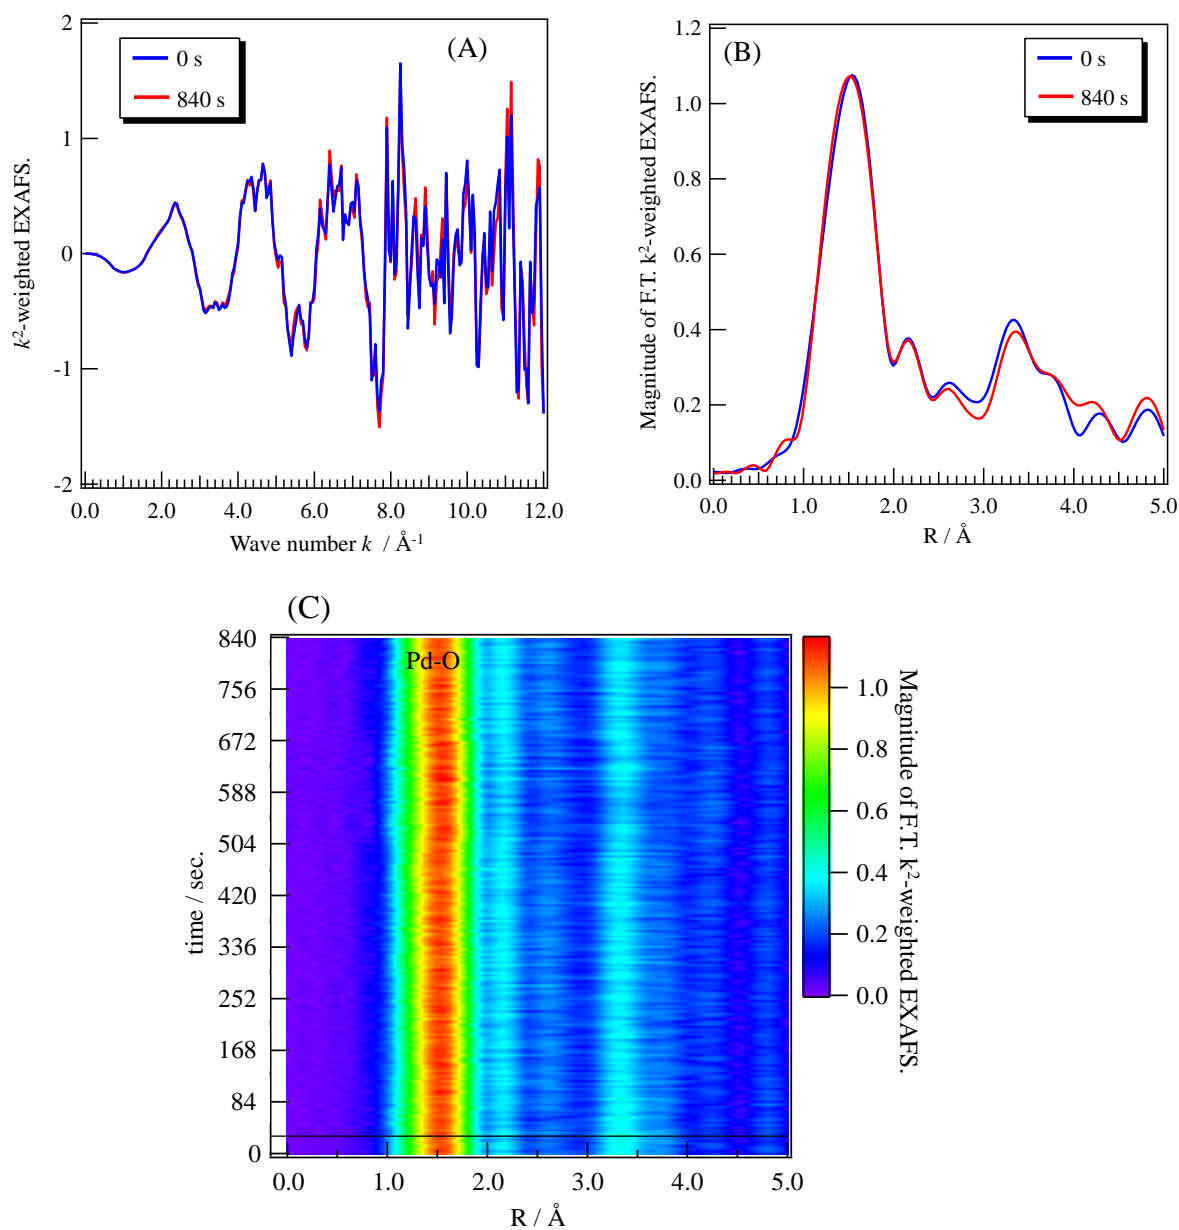 (A)
0 s
840 s
2
1
0
-1
-2
k²-weighted EXAFS.
0.0 2.0 4.0 6.0 8.0 10.0 12.0
Wave number k / Å⁻¹
(B)
0 s
840 s
1.2
1.0
0.8
0.6
0.4
0.2
0.0
Magnitude of F.T. k²-weighted EXAFS.
0.0 1.0 2.0 3.0 4.0 5.0
R / Å
(C)
Pd-O
840
756
672
588
504
420
336
252
168
84
0
time / sec.
0.0 1.0 2.0 3.0 4.0 5.0
R / Å
1.0
0.8
0.6
0.4
0.2
0.0
Magnitude of F.T. k²-weighted EXAFS.